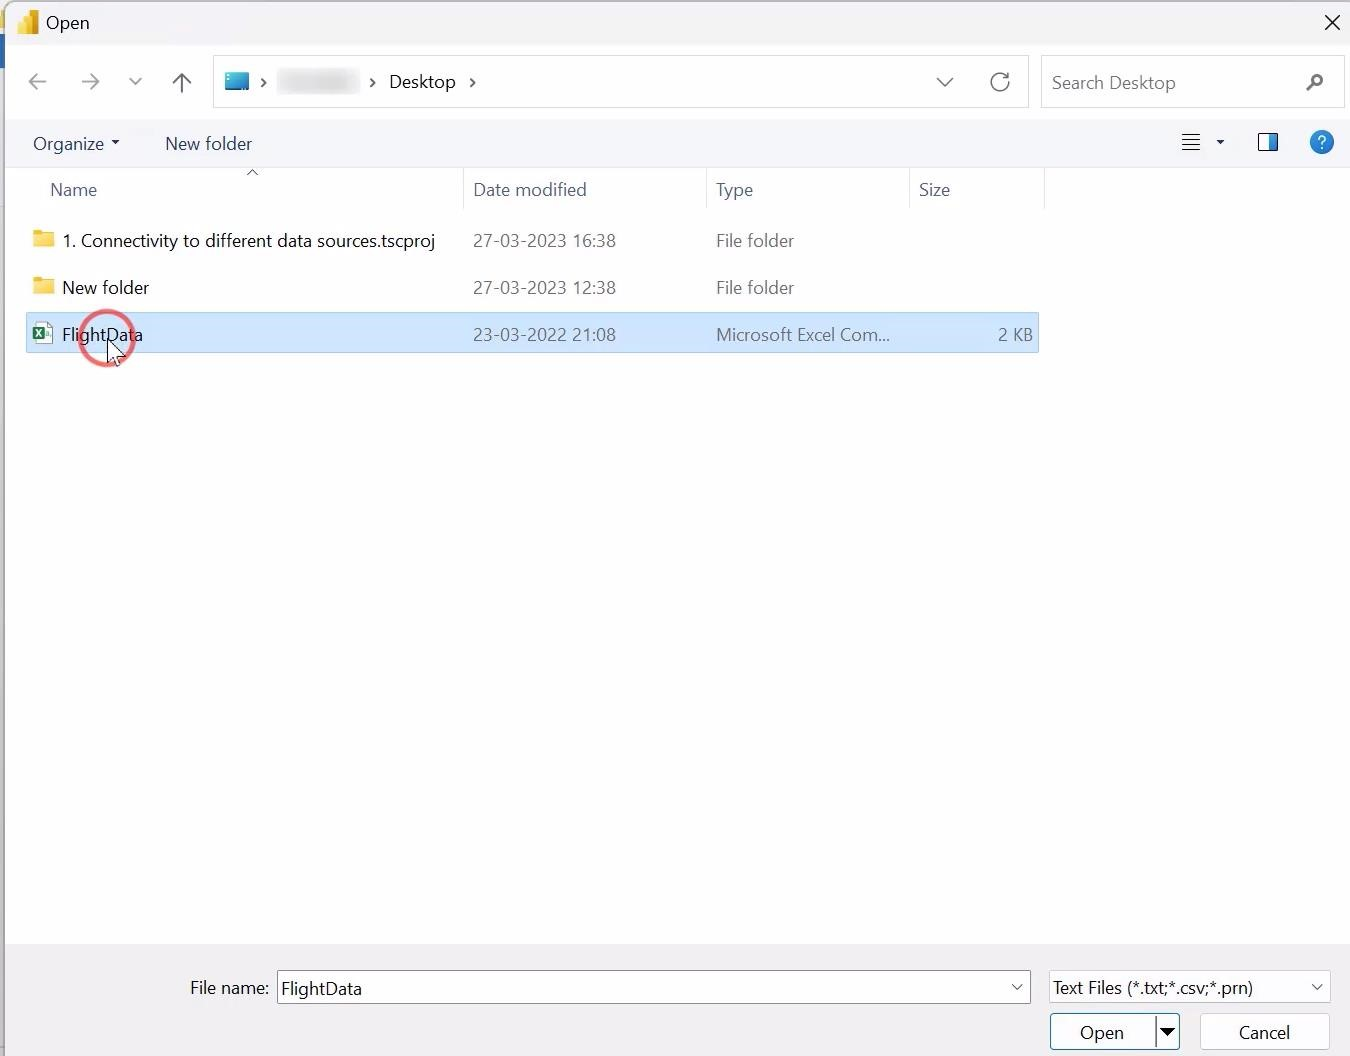 Open
Desktop
Search Desktop
Organize New folder
?
Name Date modified Type Size
1. Connectivity to different data sources.tscproj 27-03-2023 16:38 File folder
New folder 27-03-2023 12:38 File folder
FlightData 23-03-2022 21:08 Microsoft Excel Com... 2 KB
File name: FlightData Text Files (*.txt;*.csv;*.prn)
Open Cancel